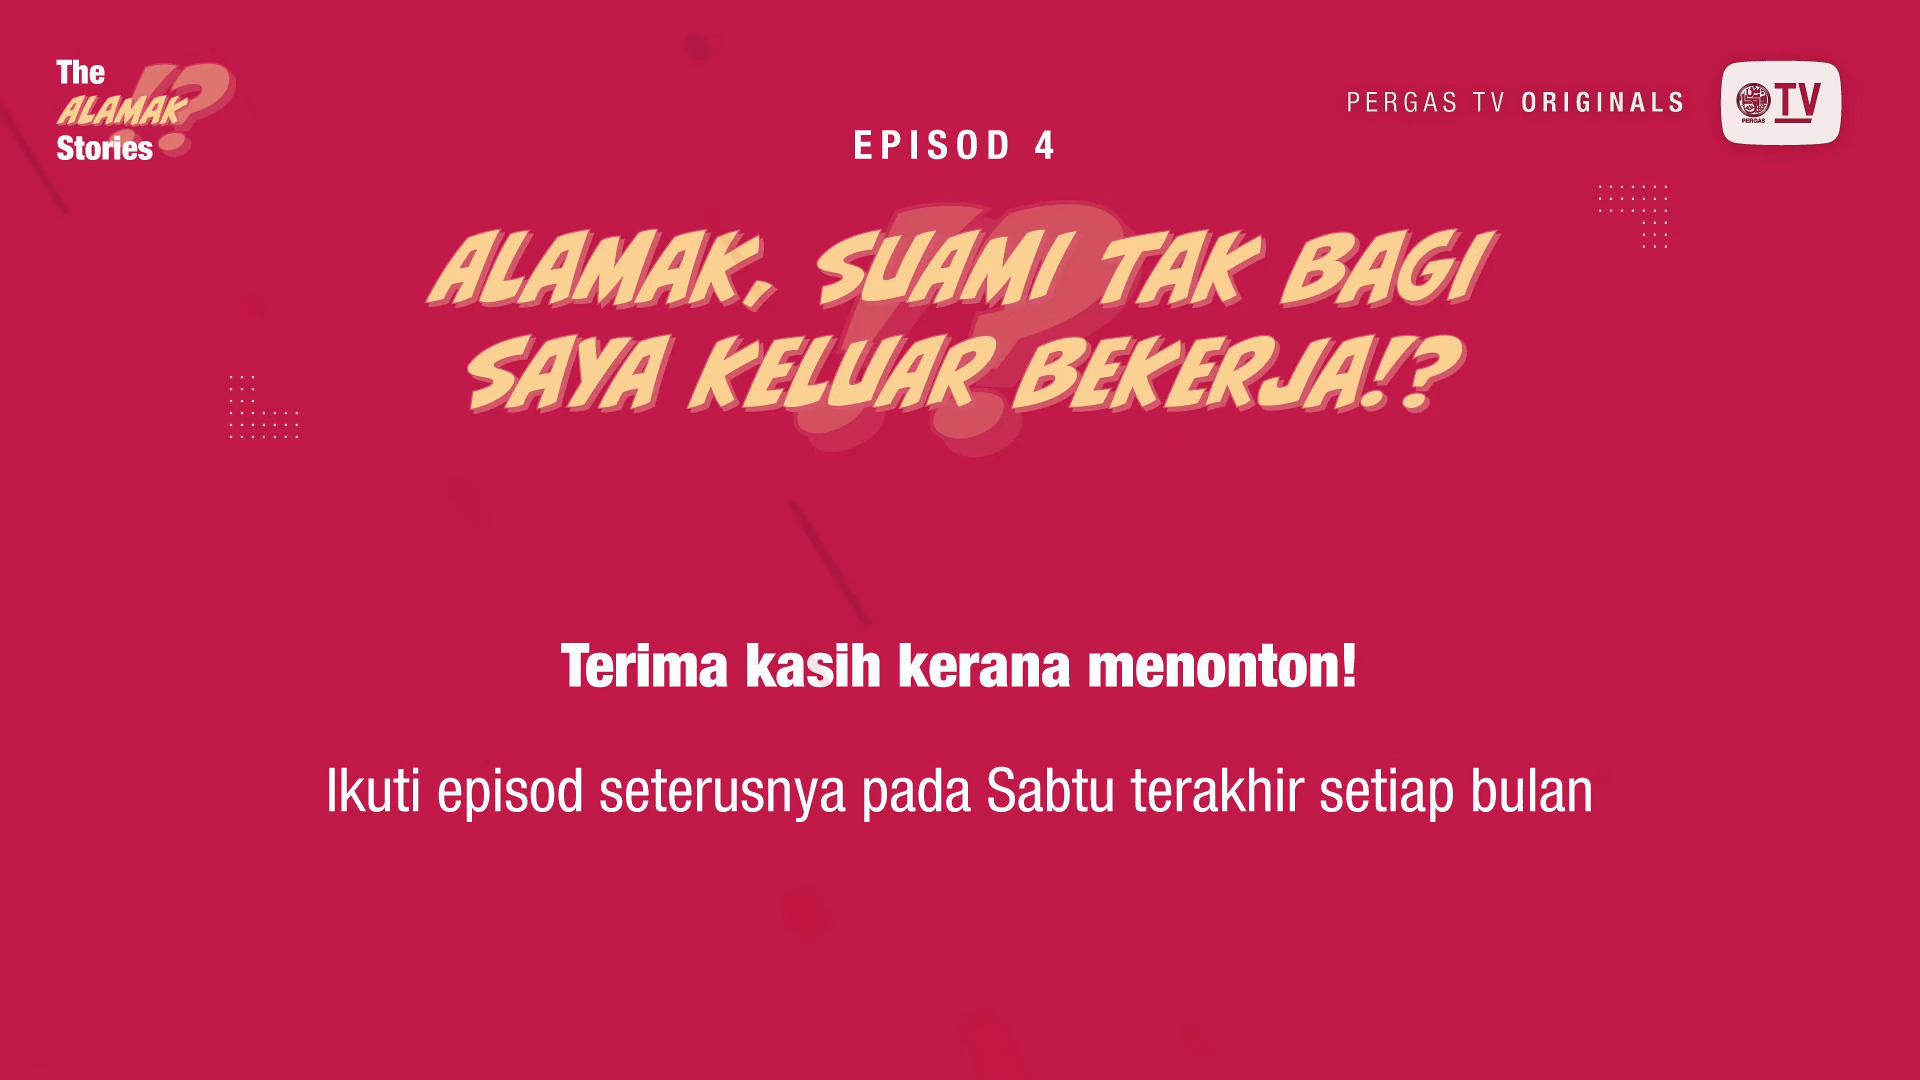 The
ALAMAK!?
Stories
PERGAS TV ORIGINALS
PERGAS
TV
EPISOD 4
ALAMAK, SUAMI TAK BAGI
SAYA KELUAR BEKERJA!?
Terima kasih kerana menonton!
Ikuti episod seterusnya pada Sabtu terakhir setiap bulan